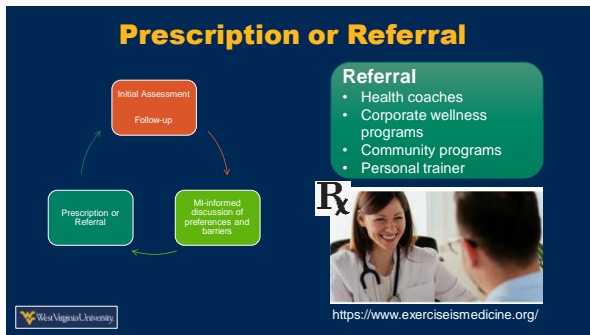 Prescription or Referral
Initial Assessment
Follow-up
MI-informed
discussion of
preferences and
barriers
Prescription or
Referral
Referral
• Health coaches
• Corporate wellness
programs
• Community programs
• Personal trainer
Rx
https://www.exerciseismedicine.org/
West Virginia University